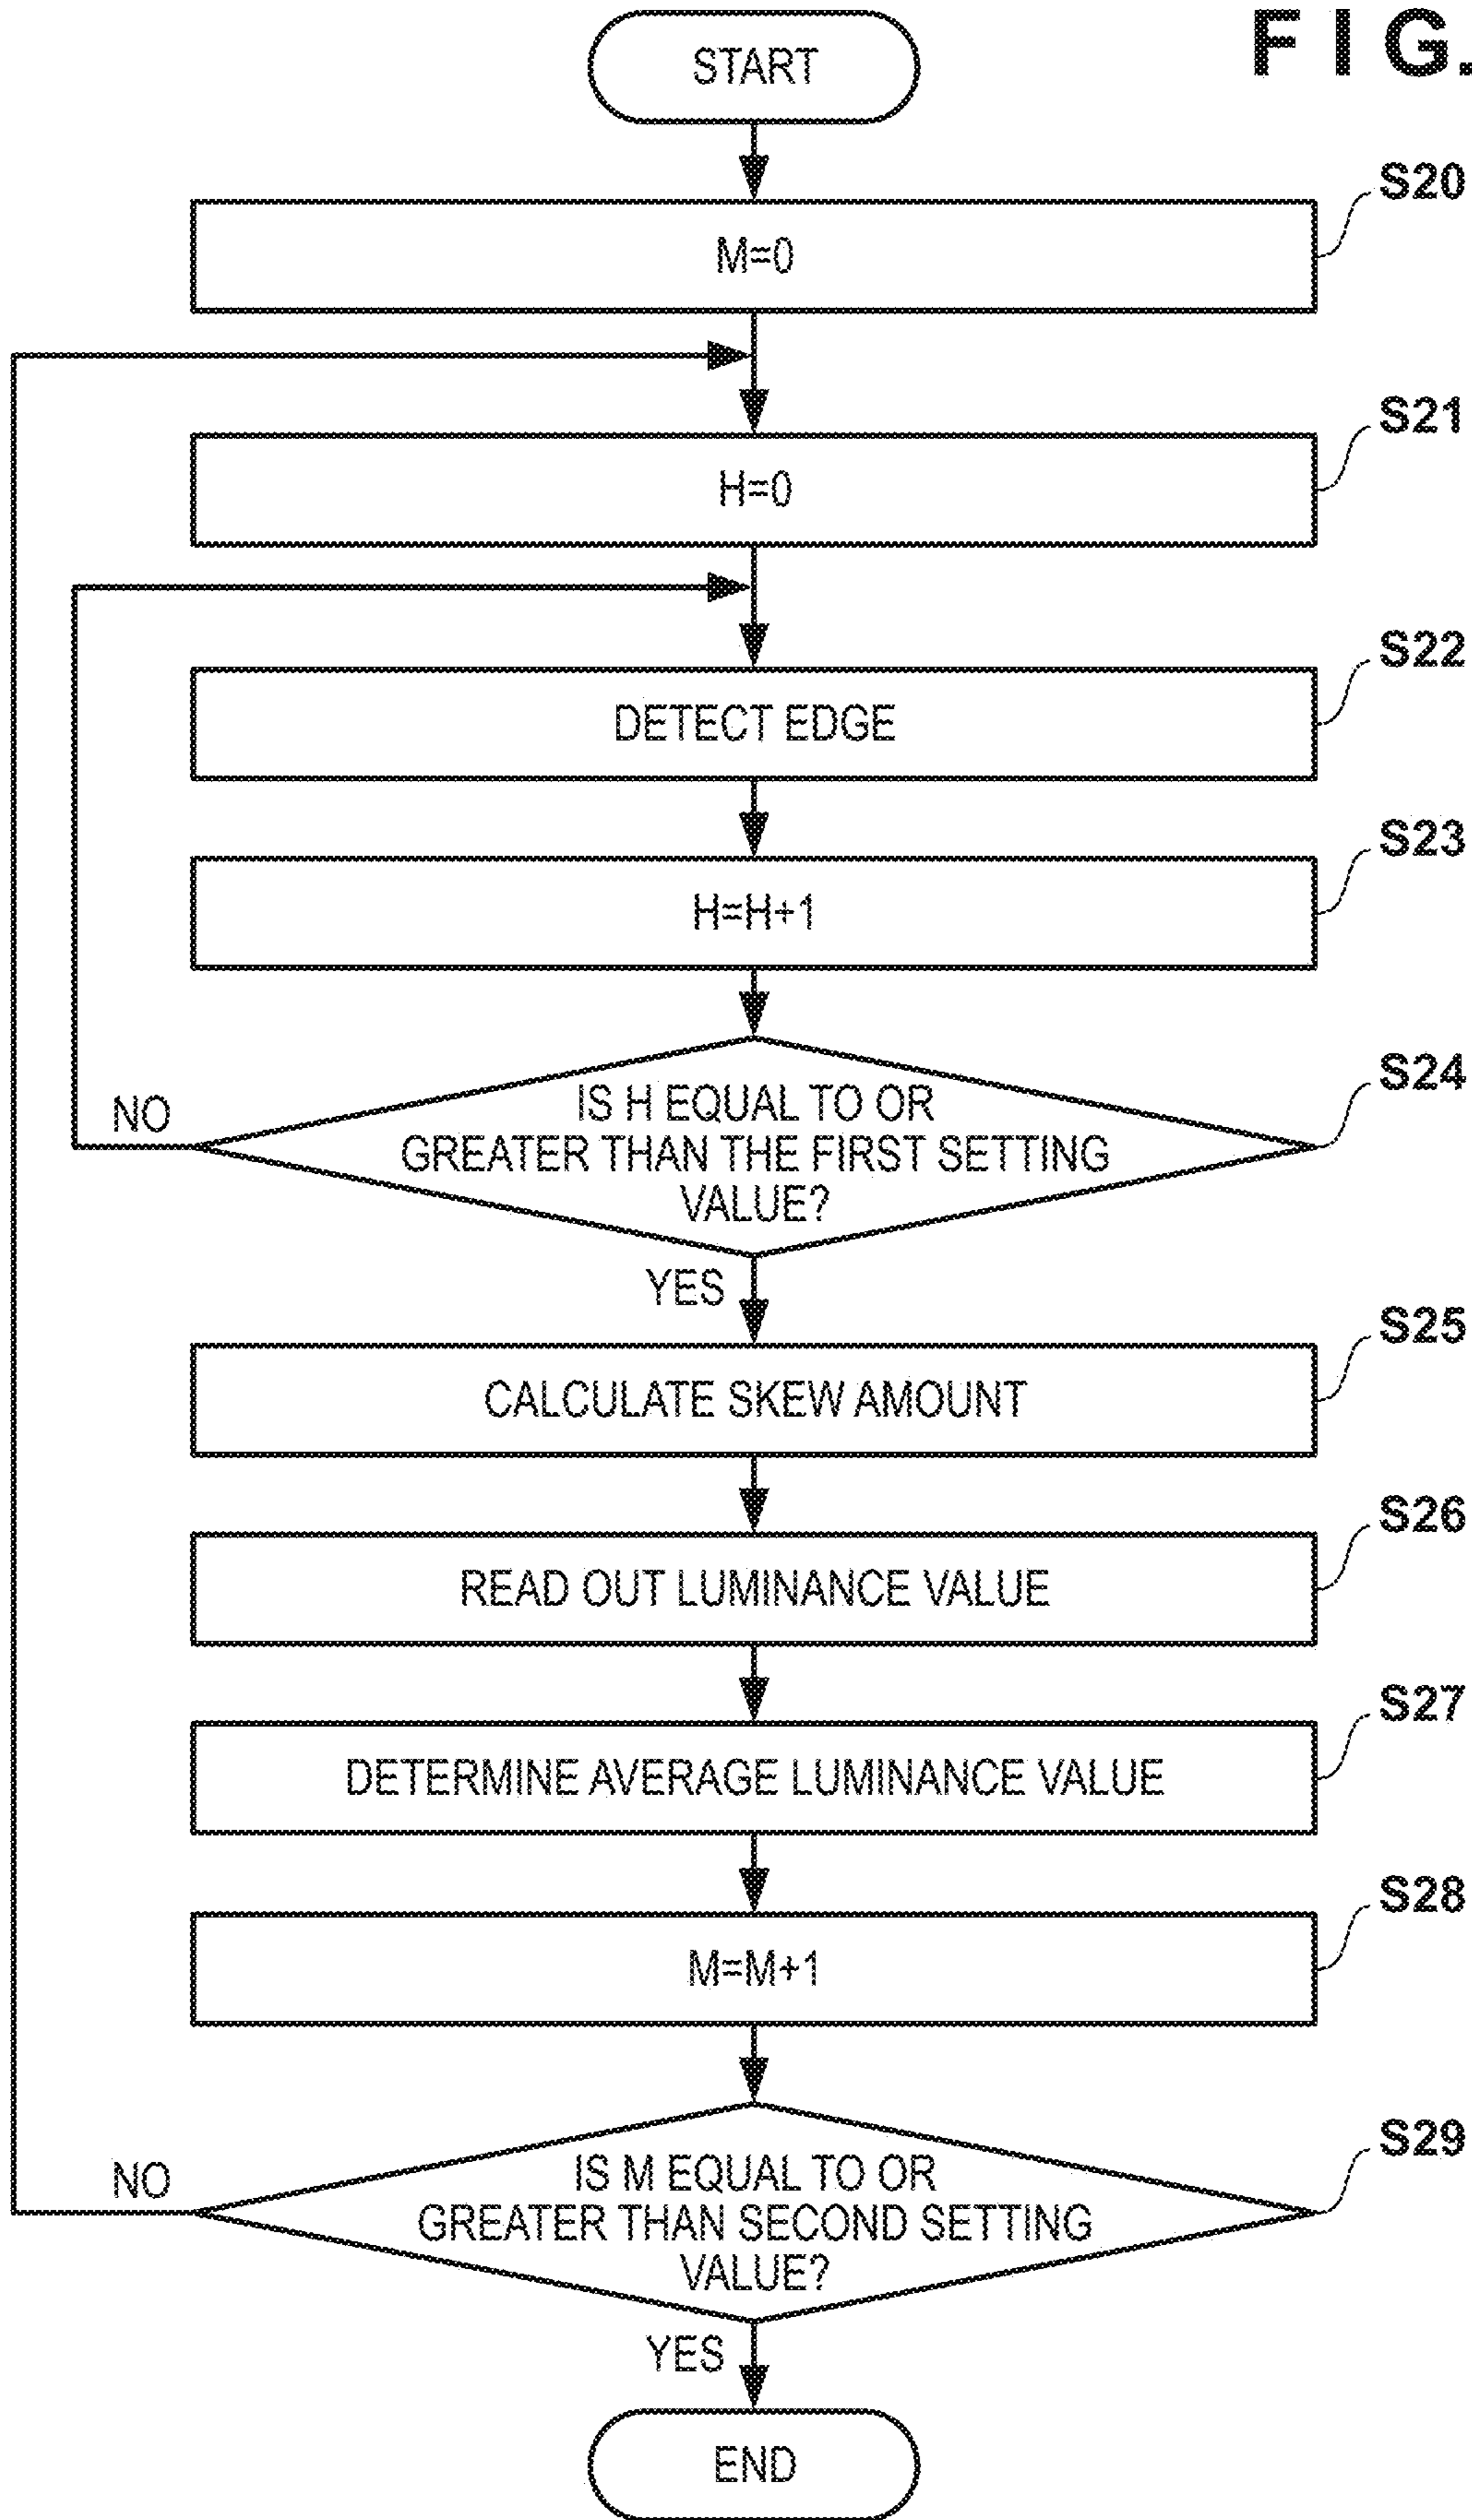 FIG.
START
S20
M=0
S21
H=0
S22
DETECT EDGE
S23
H=H+1
S24
IS H EQUAL TO OR
GREATER THAN THE FIRST SETTING
VALUE?
NO
YES
S25
CALCULATE SKEW AMOUNT
S26
READ OUT LUMINANCE VALUE
S27
DETERMINE AVERAGE LUMINANCE VALUE
S28
M=M+1
S29
IS M EQUAL TO OR
GREATER THAN SECOND SETTING
VALUE?
NO
YES
END